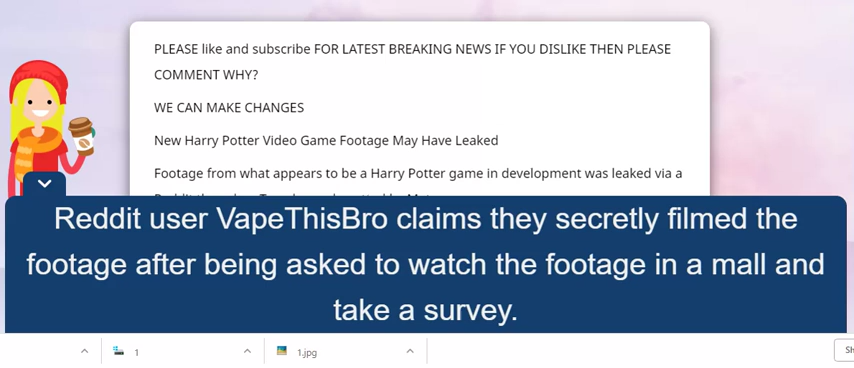 PLEASE like and subscribe FOR LATEST BREAKING NEWS IF YOU DISLIKE THEN PLEASE
COMMENT WHY?
WE CAN MAKE CHANGES
New Harry Potter Video Game Footage May Have Leaked
Footage from what appears to be a Harry Potter game in development was leaked via a
Reddit user VapeThisBro claims they secretly filmed the
footage after being asked to watch the footage in a mall and
take a survey.
1
1.jpg